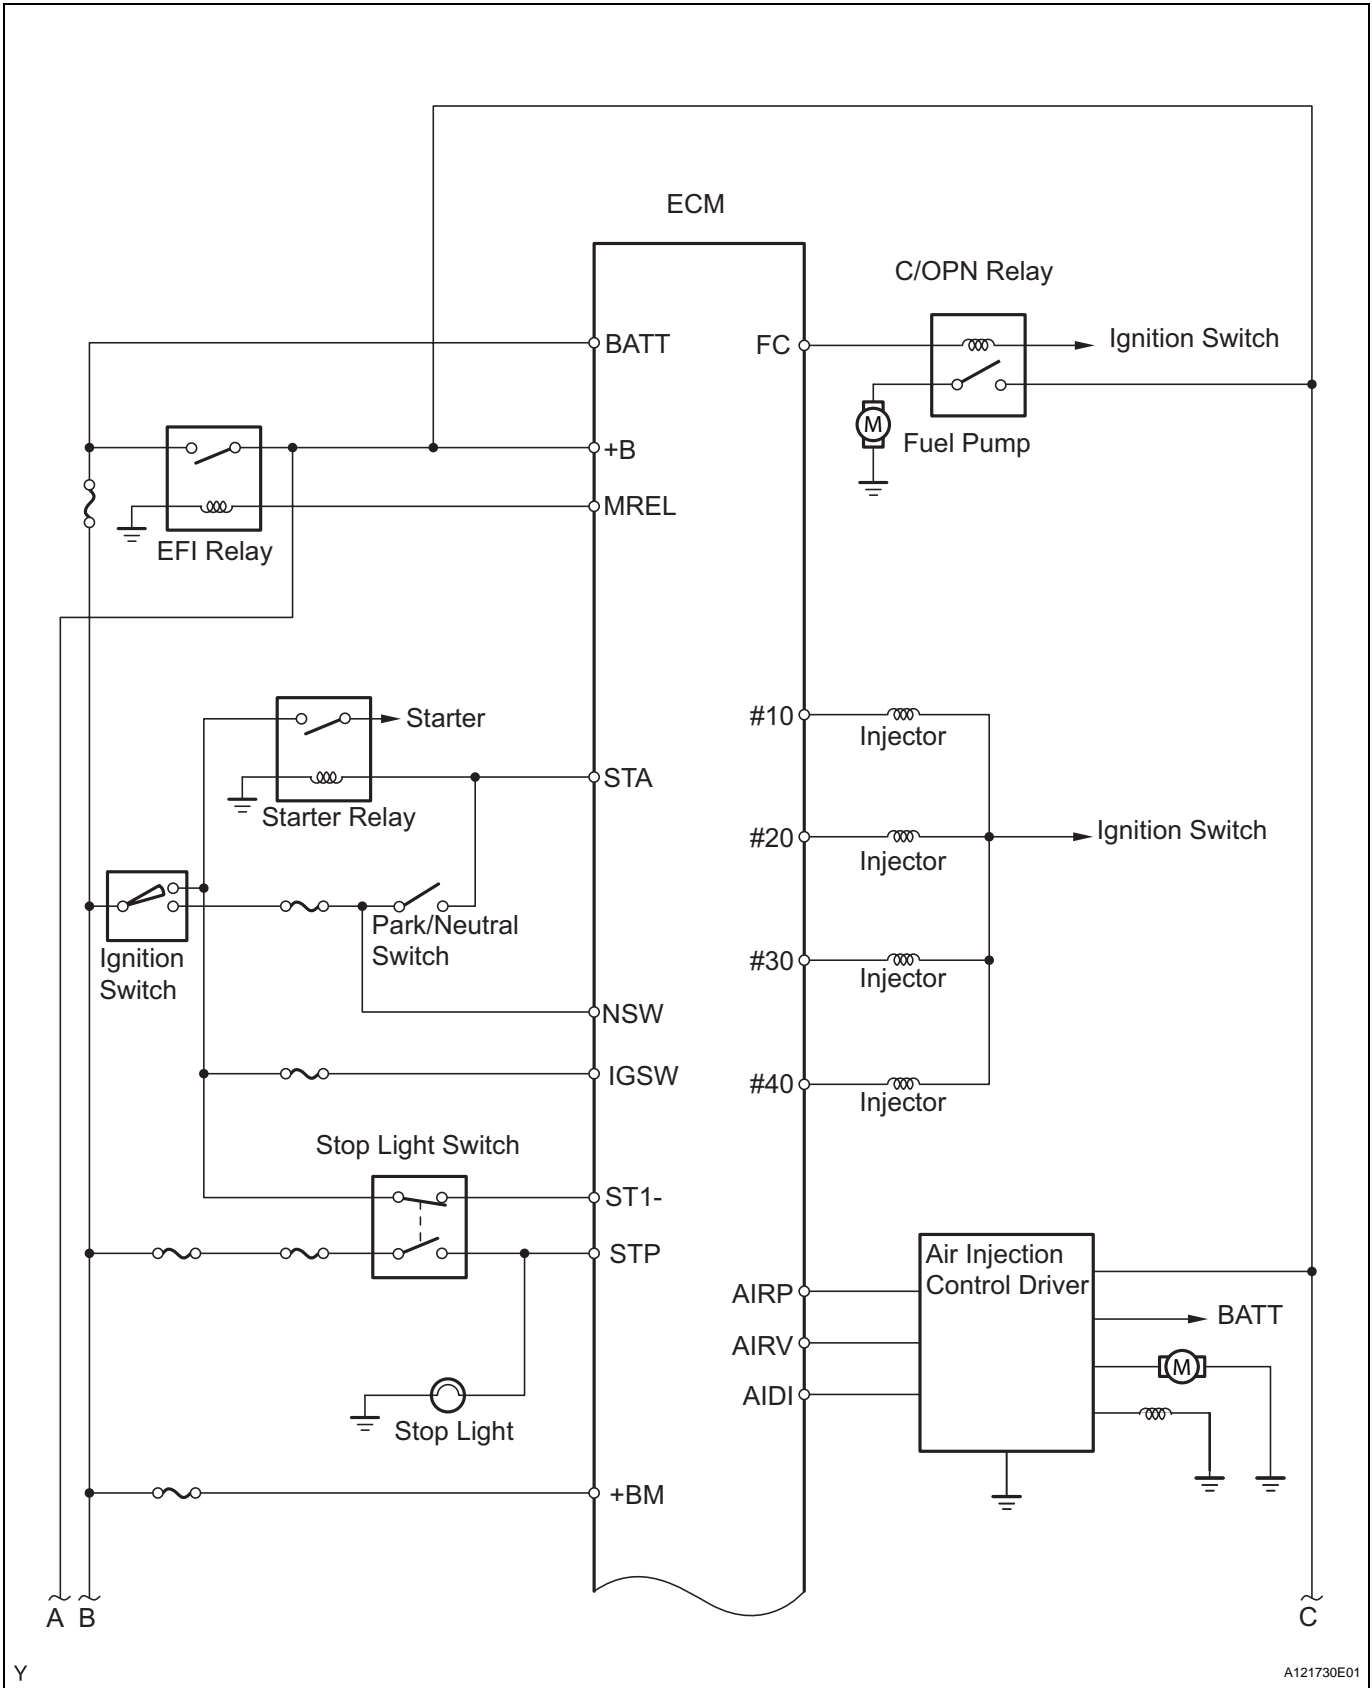 ECM
C/OPN Relay
BATT
FC
Ignition Switch
M
Fuel Pump
+B
MREL
EFI Relay
Starter
#10
Injector
STA
Starter Relay
#20
Injector
Ignition Switch
Park/Neutral
Switch
Ignition
Switch
#30
Injector
NSW
IGSW
#40
Injector
Stop Light Switch
ST1-
STP
Air Injection
Control Driver
AIRP
BATT
AIRV
M
AIDI
Stop Light
+BM
A B
C
Y
A121730E01